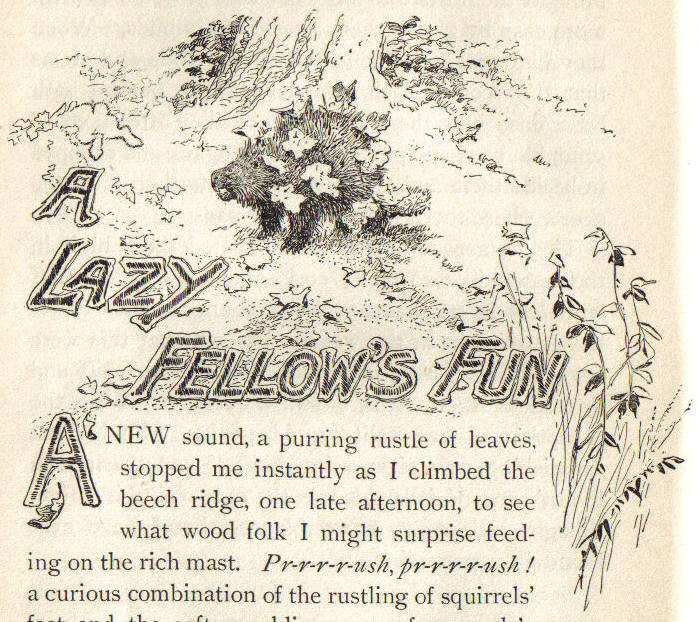 A
LAZY
FELLOW'S FUN
A NEW sound, a purring rustle of leaves,
stopped me instantly as I climbed the
beech ridge, one late afternoon, to see
what wood folk I might surprise feed-
ing on the rich mast. Pr-r-r-r-ush, pr-r-r-r-ush!
a curious combination of the rustling of squirrels'